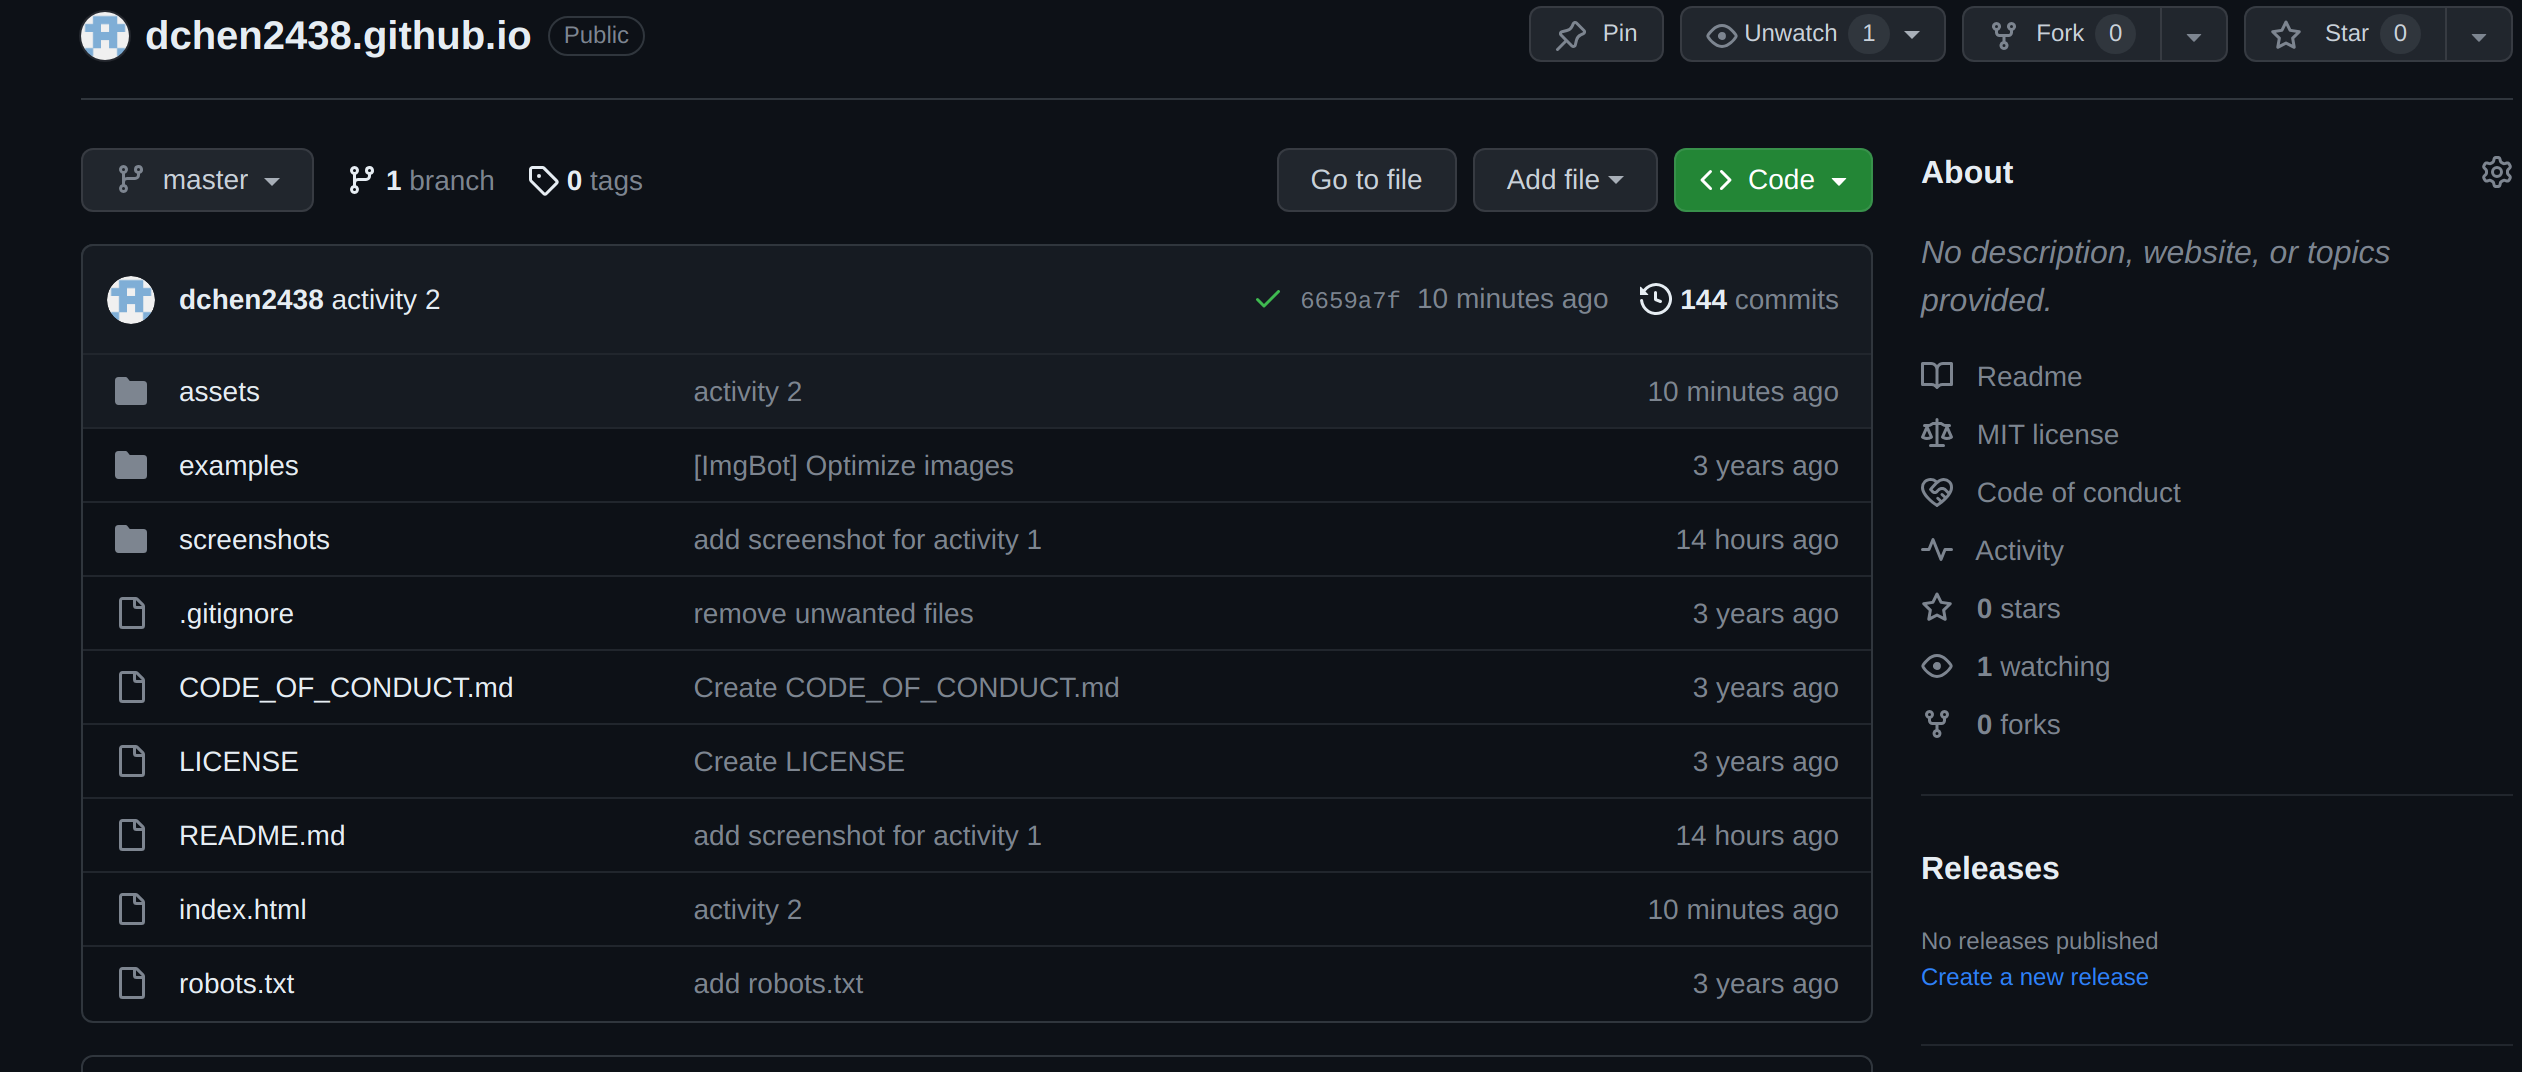 dchen2438.github.io Public Pin Unwatch 1 Fork 0 Star 0
master 1 branch 0 tags Go to file Add file Code
dchen2438 activity 2 6659a7f 10 minutes ago 144 commits
assets activity 2 10 minutes ago
examples [ImgBot] Optimize images 3 years ago
screenshots add screenshot for activity 1 14 hours ago
.gitignore remove unwanted files 3 years ago
CODE_OF_CONDUCT.md Create CODE_OF_CONDUCT.md 3 years ago
LICENSE Create LICENSE 3 years ago
README.md add screenshot for activity 1 14 hours ago
index.html activity 2 10 minutes ago
robots.txt add robots.txt 3 years ago
About
No description, website, or topics
provided.
Readme
MIT license
Code of conduct
Activity
0 stars
1 watching
0 forks
Releases
No releases published
Create a new release